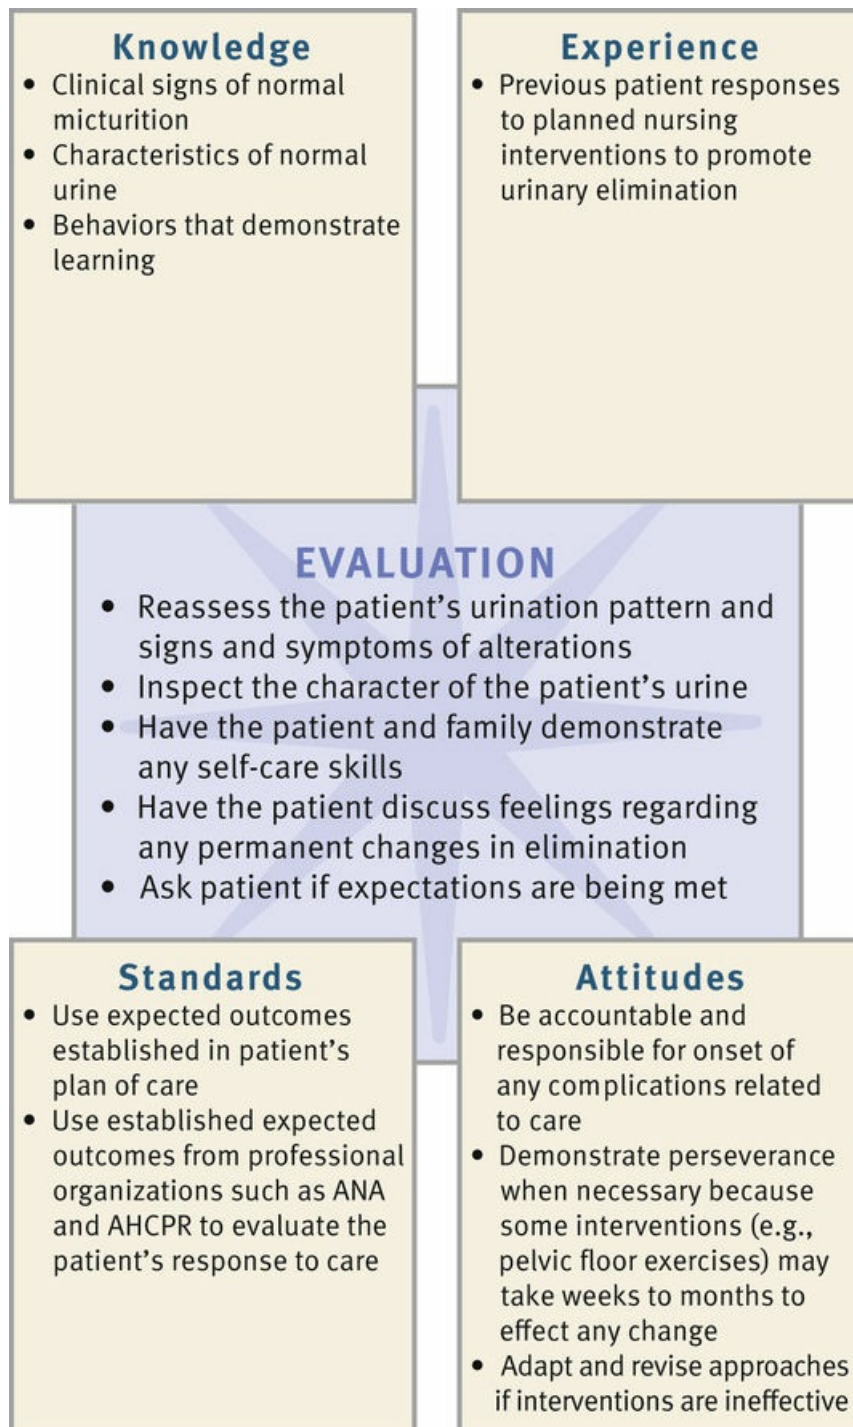 Knowledge
• Clinical signs of normal
micturition
• Characteristics of normal
urine
• Behaviors that demonstrate
learning
Experience
• Previous patient responses
to planned nursing
interventions to promote
urinary elimination
EVALUATION
• Reassess the patient’s urination pattern and
signs and symptoms of alterations
• Inspect the character of the patient’s urine
• Have the patient and family demonstrate
any self-care skills
• Have the patient discuss feelings regarding
any permanent changes in elimination
• Ask patient if expectations are being met
Standards
• Use expected outcomes
established in patient’s
plan of care
• Use established expected
outcomes from professional
organizations such as ANA
and AHCPR to evaluate the
patient’s response to care
Attitudes
• Be accountable and
responsible for onset of
any complications related
to care
• Demonstrate perseverance
when necessary because
some interventions (e.g.,
pelvic floor exercises) may
take weeks to months to
effect any change
• Adapt and revise approaches
if interventions are ineffective